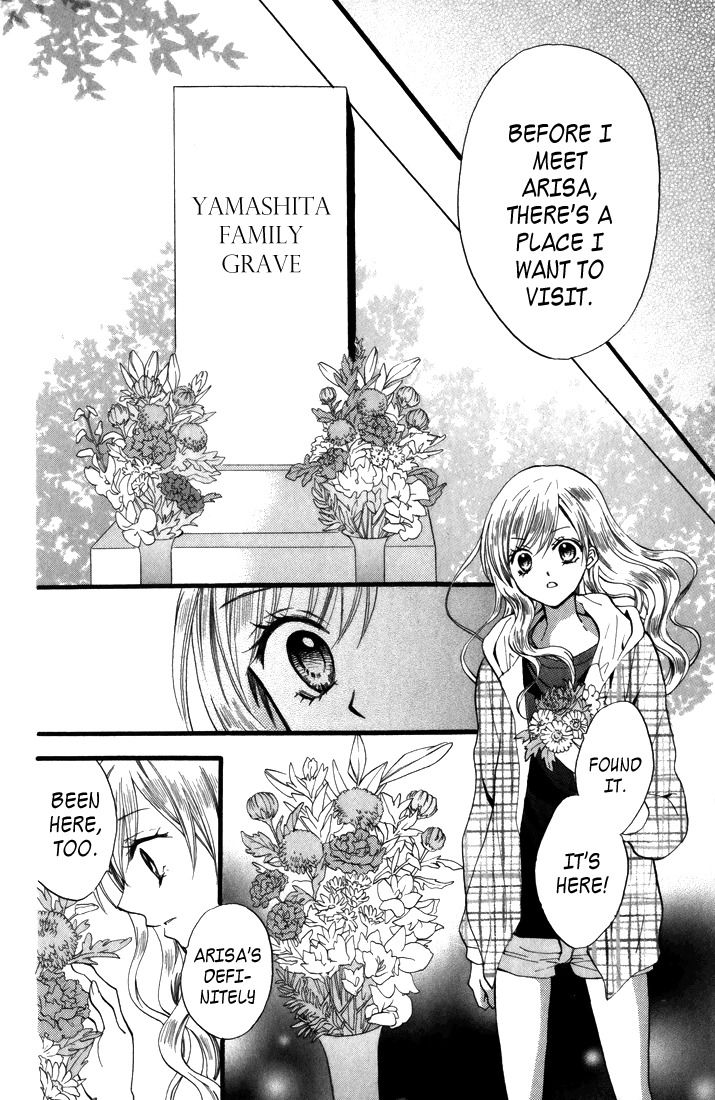 BEFORE I
MEET
ARISA,
THERE'S A
PLACE I
WANT TO
VISIT.
YAMASHITA
FAMILY
GRAVE
FOUND
IT.
IT'S
HERE!
ARISA'S
DEFI-
NITELY
BEEN
HERE,
TOO.